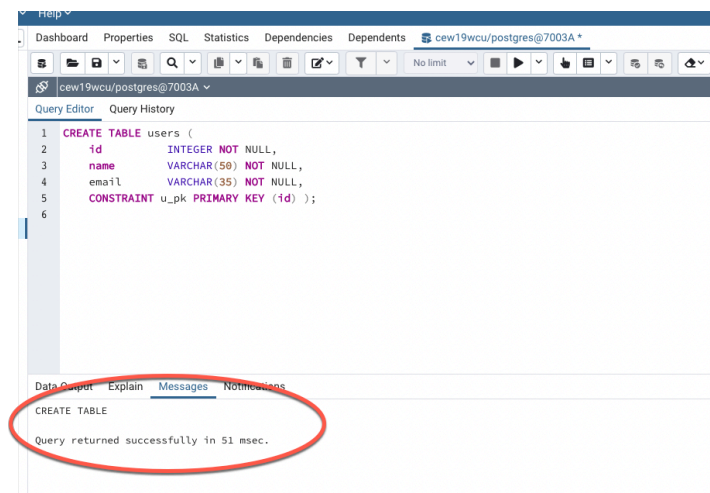 Help
Dashboard Properties SQL Statistics Dependencies Dependents cew19wcu/postgres@7003A *
No limit
cew19wcu/postgres@7003A
Query Editor Query History
1 CREATE TABLE users (
2 id INTEGER NOT NULL,
3 name VARCHAR(50) NOT NULL,
4 email VARCHAR(35) NOT NULL,
5 CONSTRAINT u_pk PRIMARY KEY (id) );
6
Data Output Explain Messages Notifications
CREATE TABLE
Query returned successfully in 51 msec.